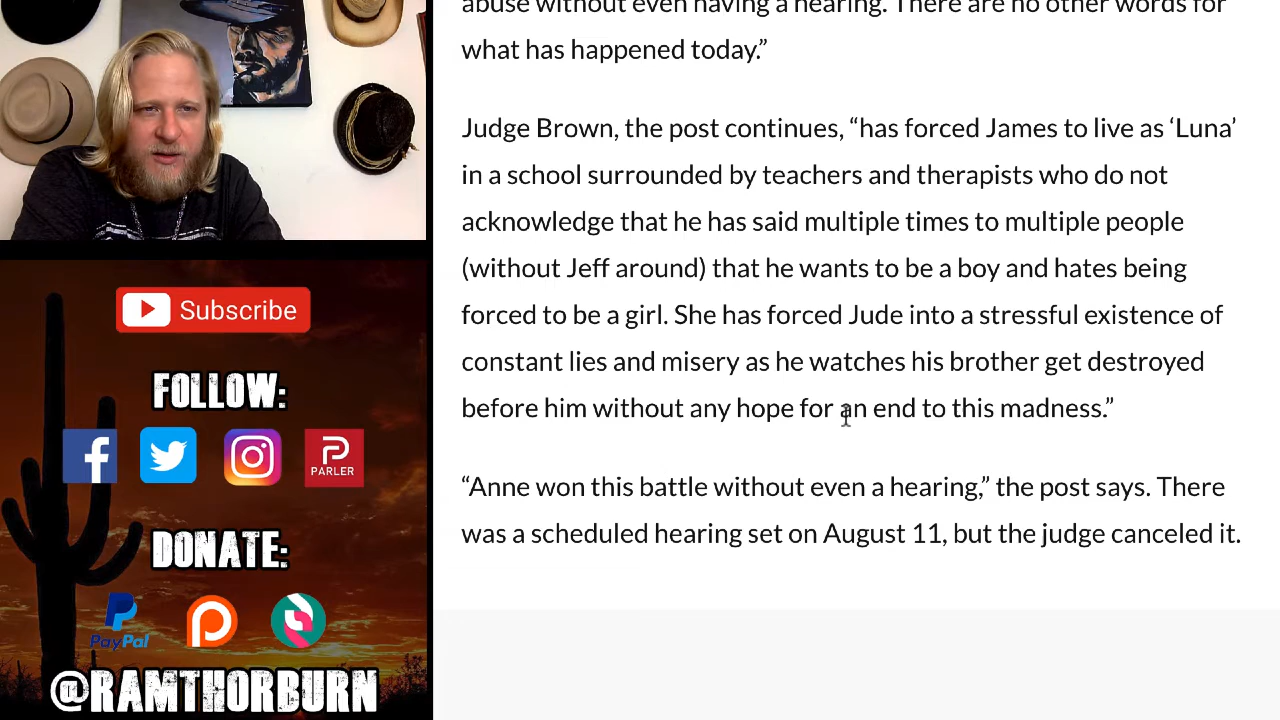 abuse without even having a hearing. There are no other words for
what has happened today.”
Judge Brown, the post continues, “has forced James to live as ‘Luna’
in a school surrounded by teachers and therapists who do not
acknowledge that he has said multiple times to multiple people
(without Jeff around) that he wants to be a boy and hates being
forced to be a girl. She has forced Jude into a stressful existence of
constant lies and misery as he watches his brother get destroyed
before him without any hope for an end to this madness.”
“Anne won this battle without even a hearing,” the post says. There
was a scheduled hearing set on August 11, but the judge canceled it.
Subscribe
FOLLOW:
PARLER
DONATE:
PayPal
@RAMTHORBURN